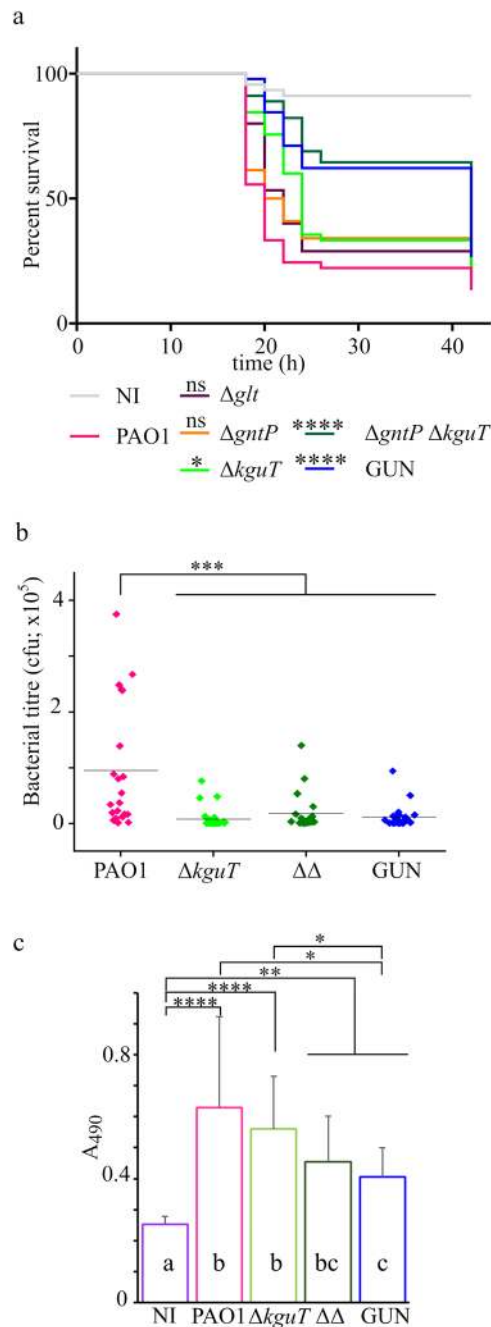 a
100
50
0
Percent survival
0 10 20 30 40
time (h)
NI ns Δglt
PAO1 ns ΔgntP **** ΔgntP ΔkguT
* ΔkguT **** GUN
b
***
4
2
0
Bacterial titre (cfu; x10⁵)
PAO1 ΔkguT ΔΔ GUN
c
*
*
**
****
****
0.8
0.4
0
A₄₉₀
a b b bc c
NI PAO1 ΔkguT ΔΔ GUN